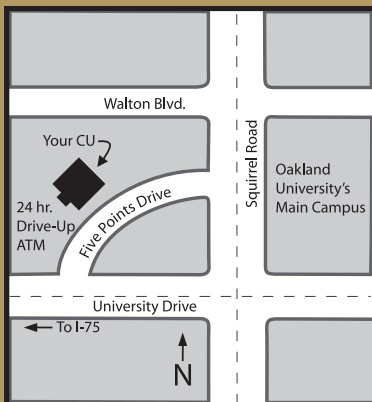 Walton Blvd.
Your CU
Squirrel Road
Oakland
University's
Main Campus
24 hr.
Drive-Up
ATM
Five Points Drive
University Drive
To I-75
N